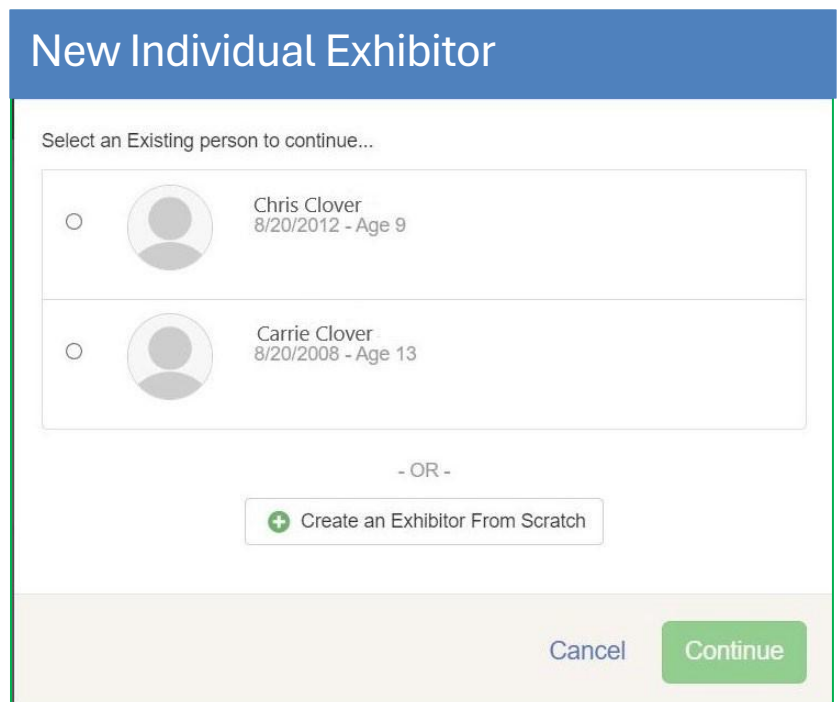 New Individual Exhibitor
Select an Existing person to continue...
Chris Clover
8/20/2012 - Age 9
Carrie Clover
8/20/2008 - Age 13
- OR -
Create an Exhibitor From Scratch
Cancel
Continue